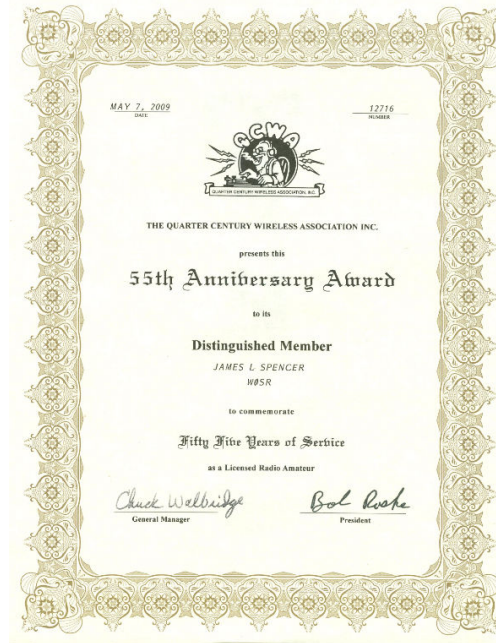 MAY 7, 2009
DATE
12716
NUMBER
QCWA
QUARTER CENTURY WIRELESS ASSOCIATION, INC.
THE QUARTER CENTURY WIRELESS ASSOCIATION INC.
presents this
55th Anniversary Award
to its
Distinguished Member
JAMES L SPENCER
WØSR
to commemorate
Fifty Five Years of Service
as a Licensed Radio Amateur
Chuck Walbridge
Bob Roske
General Manager
President